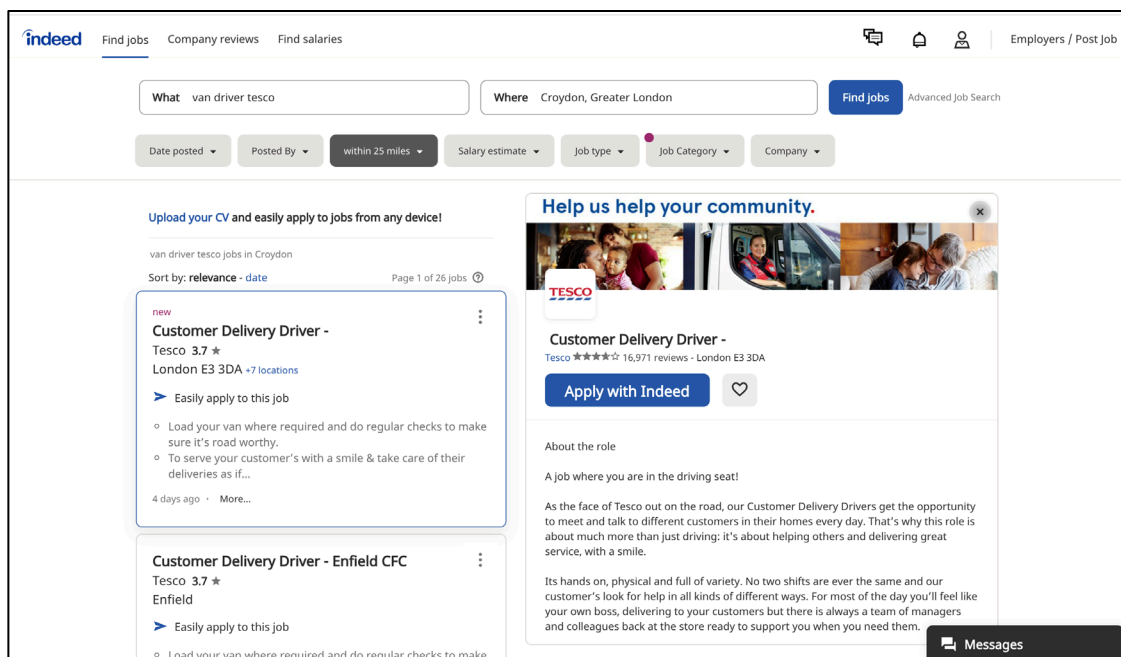 indeed
Find jobs
Company reviews
Find salaries
Employers / Post Job
What van driver tesco
Where Croydon, Greater London
Find jobs
Advanced Job Search
Date posted
Posted By
within 25 miles
Salary estimate
Job type
Job Category
Company
Upload your CV and easily apply to jobs from any device!
van driver tesco jobs in Croydon
Sort by: relevance - date
Page 1 of 26 jobs
new
Customer Delivery Driver -
Tesco 3.7 ★
London E3 3DA +7 locations
Easily apply to this job
Load your van where required and do regular checks to make
sure it's road worthy.
To serve your customer's with a smile & take care of their
deliveries as if...
4 days ago · More...
Customer Delivery Driver - Enfield CFC
Tesco 3.7 ★
Enfield
Easily apply to this job
Load your van where required and do regular checks to make
Help us help your community.
TESCO
Customer Delivery Driver -
Tesco ★★★★☆ 16,971 reviews - London E3 3DA
Apply with Indeed
About the role
A job where you are in the driving seat!
As the face of Tesco out on the road, our Customer Delivery Drivers get the opportunity
to meet and talk to different customers in their homes every day. That's why this role is
about much more than just driving: it's about helping others and delivering great
service, with a smile.
Its hands on, physical and full of variety. No two shifts are ever the same and our
customer's look for help in all kinds of different ways. For most of the day you'll feel like
your own boss, delivering to your customers but there is always a team of managers
and colleagues back at the store ready to support you when you need them.
Messages